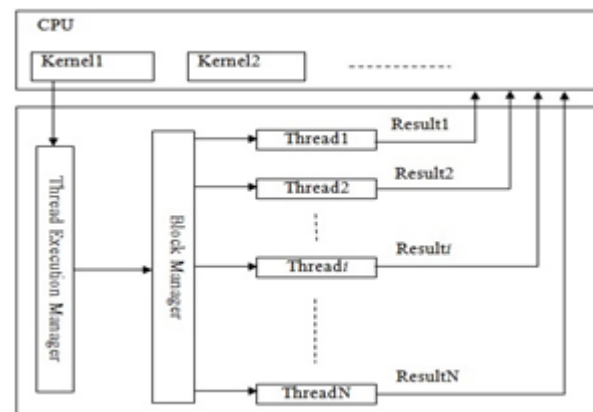 CPU
Kernel1
Kernel2
Thread Execution Manager
Block Manager
Thread1
Result1
Thread2
Result2
Threadi
Resulti
ThreadN
ResultN